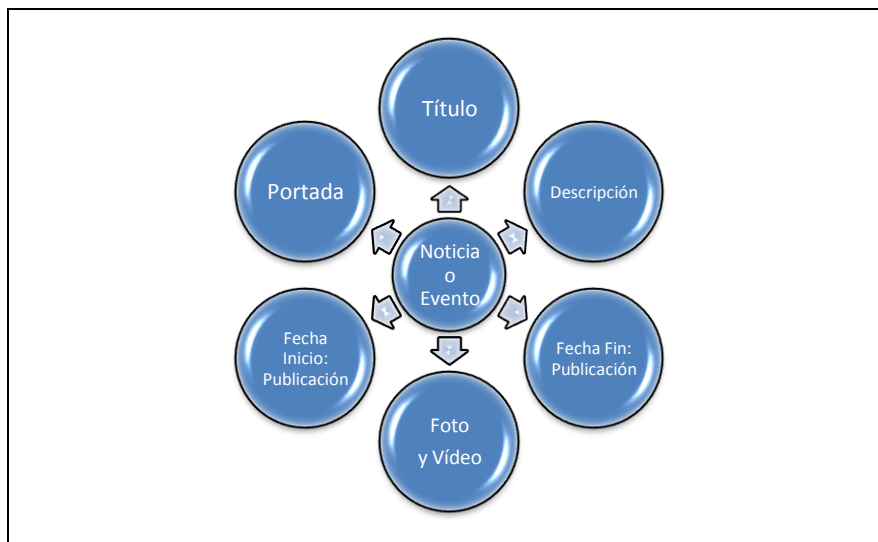 Título
Portada
Descripción
Noticia
o
Evento
Fecha
Inicio:
Publicación
Fecha Fin:
Publicación
Foto
y Vídeo